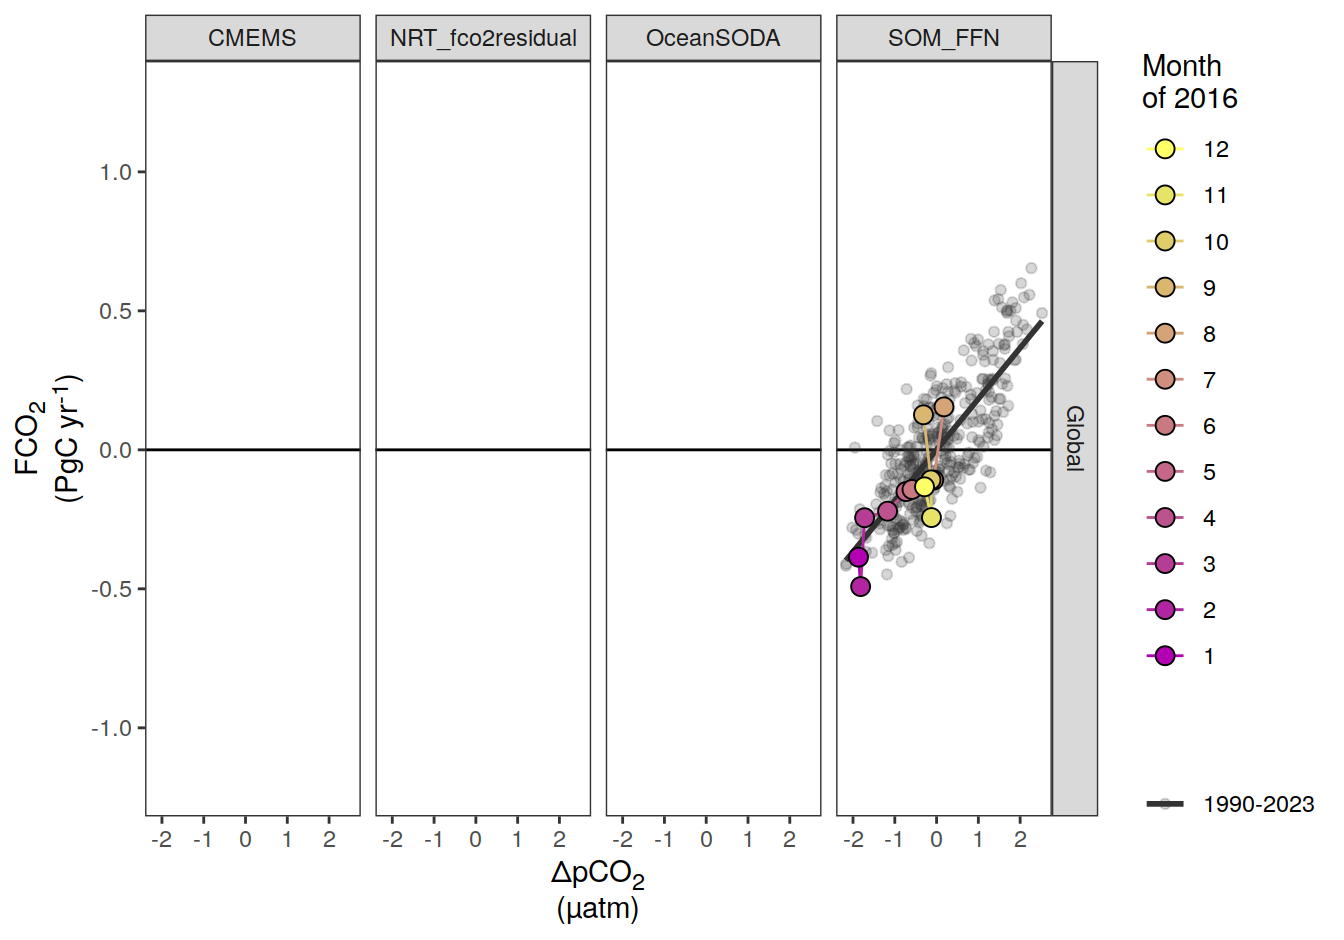 CMEMS
NRT_fco2residual
OceanSODA
SOM_FFN
Global
1.0
0.5
0.0
-0.5
-1.0
FCO₂
(PgC yr⁻¹)
-2 -1 0 1 2
-2 -1 0 1 2
-2 -1 0 1 2
-2 -1 0 1 2
ΔpCO₂
(µatm)
Month
of 2016
12
11
10
9
8
7
6
5
4
3
2
1
1990-2023